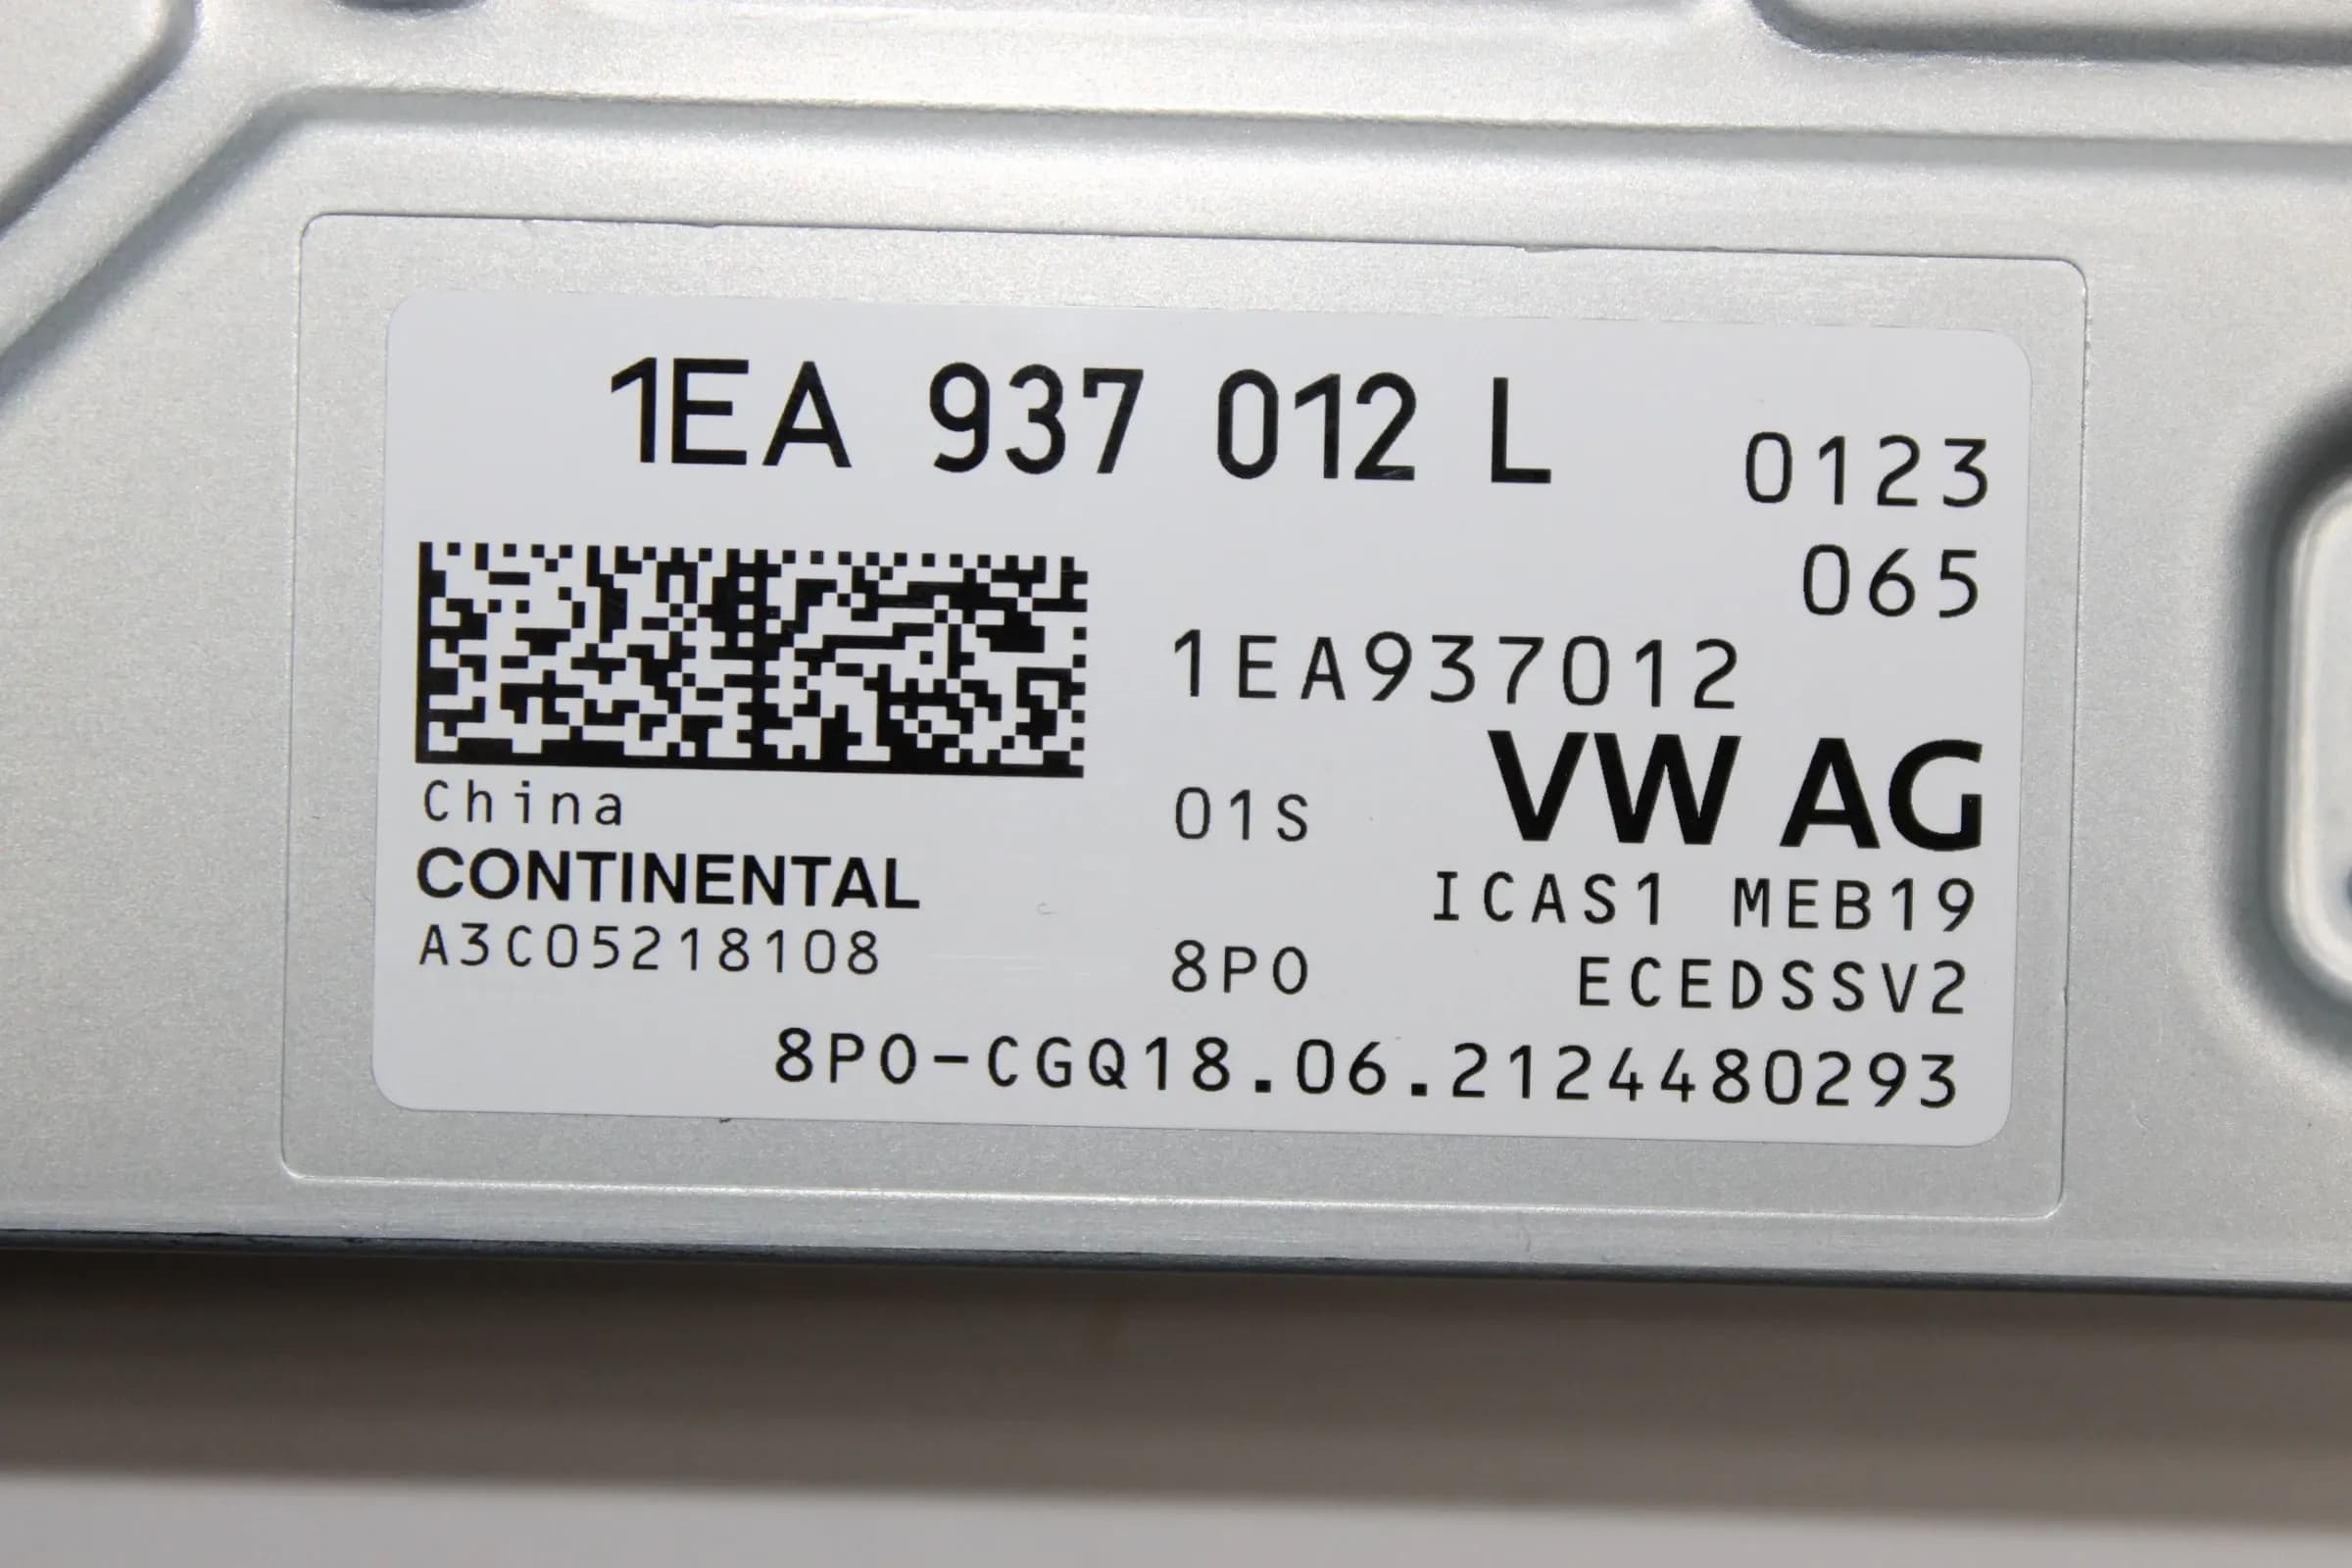 1EA 937 012 L
0123
065
1EA937012
China
01S
VW AG
CONTINENTAL
ICAS1 MEB19
A3C05218108
8P0
ECEDSSV2
8P0-CGQ18.06.2124480293